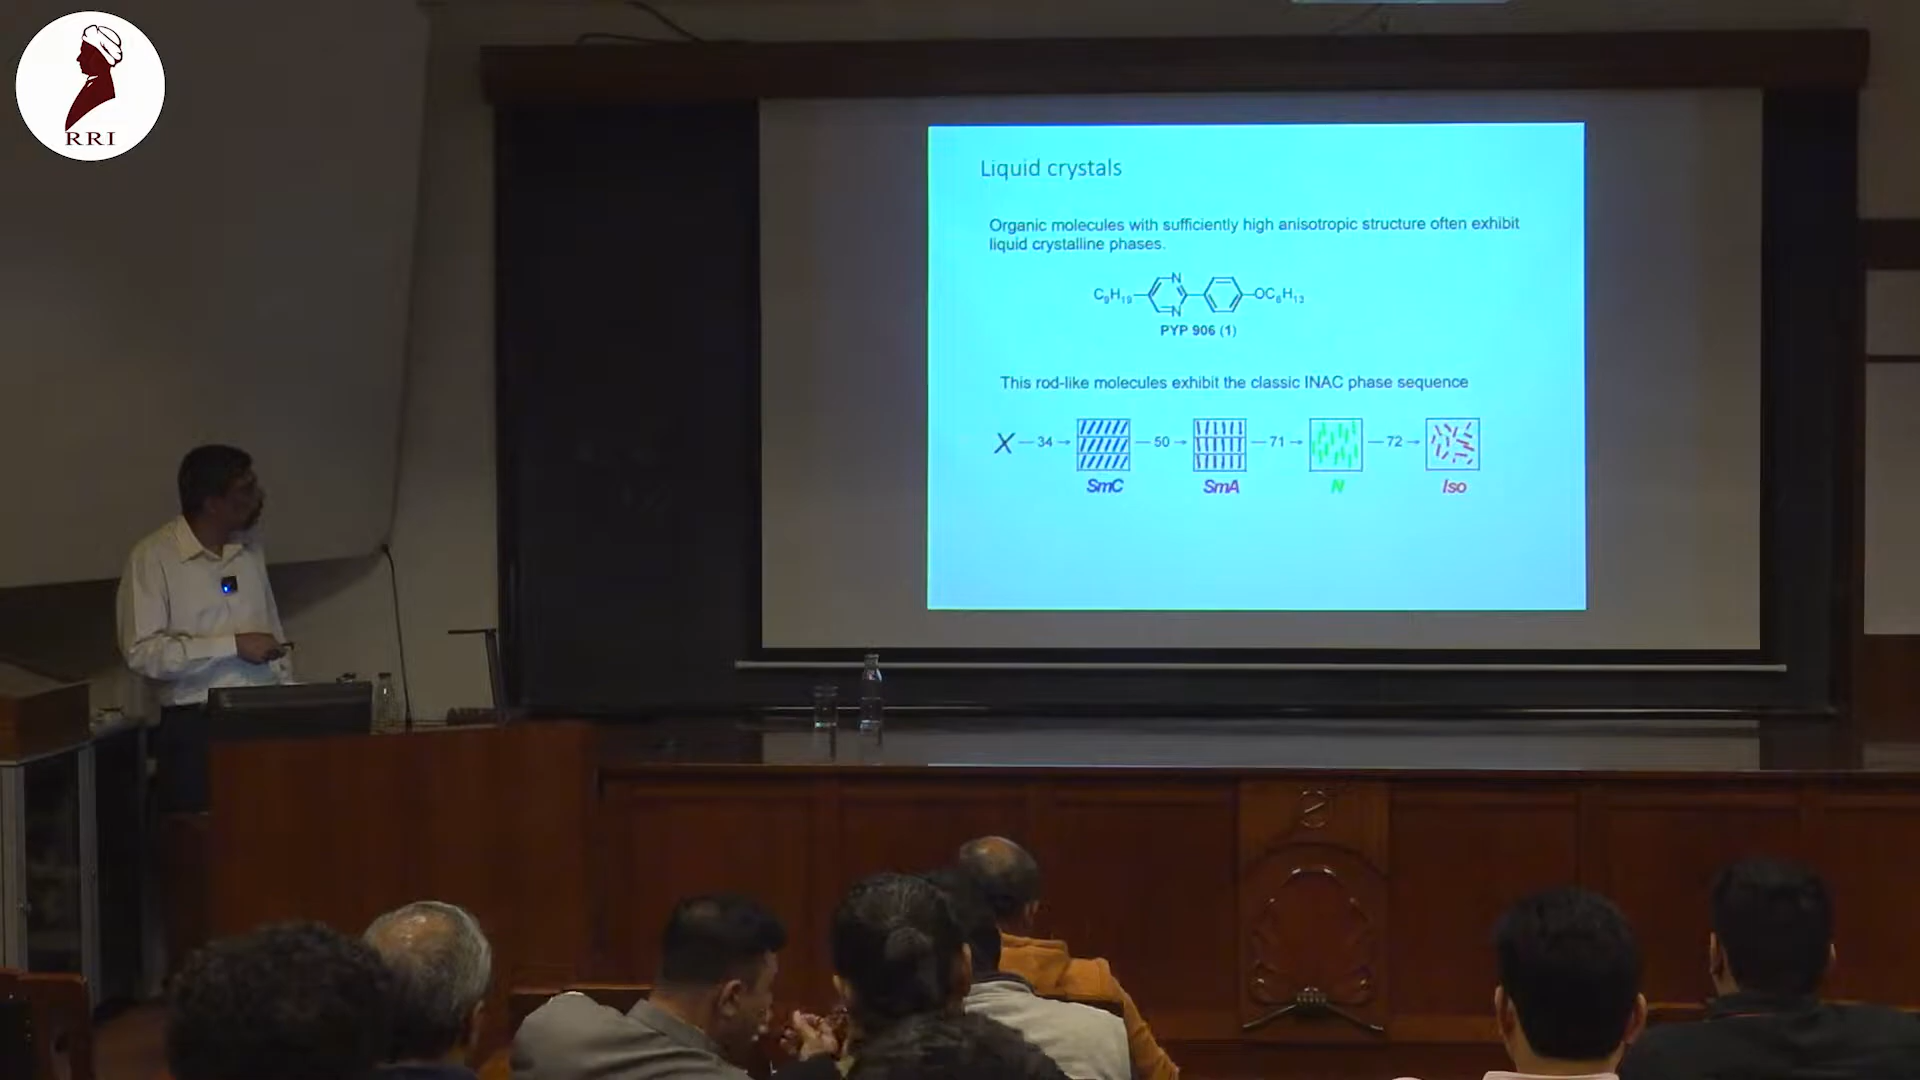 RRI
Liquid crystals
Organic molecules with sufficiently high anisotropic structure often exhibit
liquid crystalline phases.
C₉H₁₉ N N OC₆H₁₃
PYP 906 (1)
This rod-like molecules exhibit the classic INAC phase sequence
X — 34 → — 50 → — 71 → — 72 →
SmC SmA N Iso